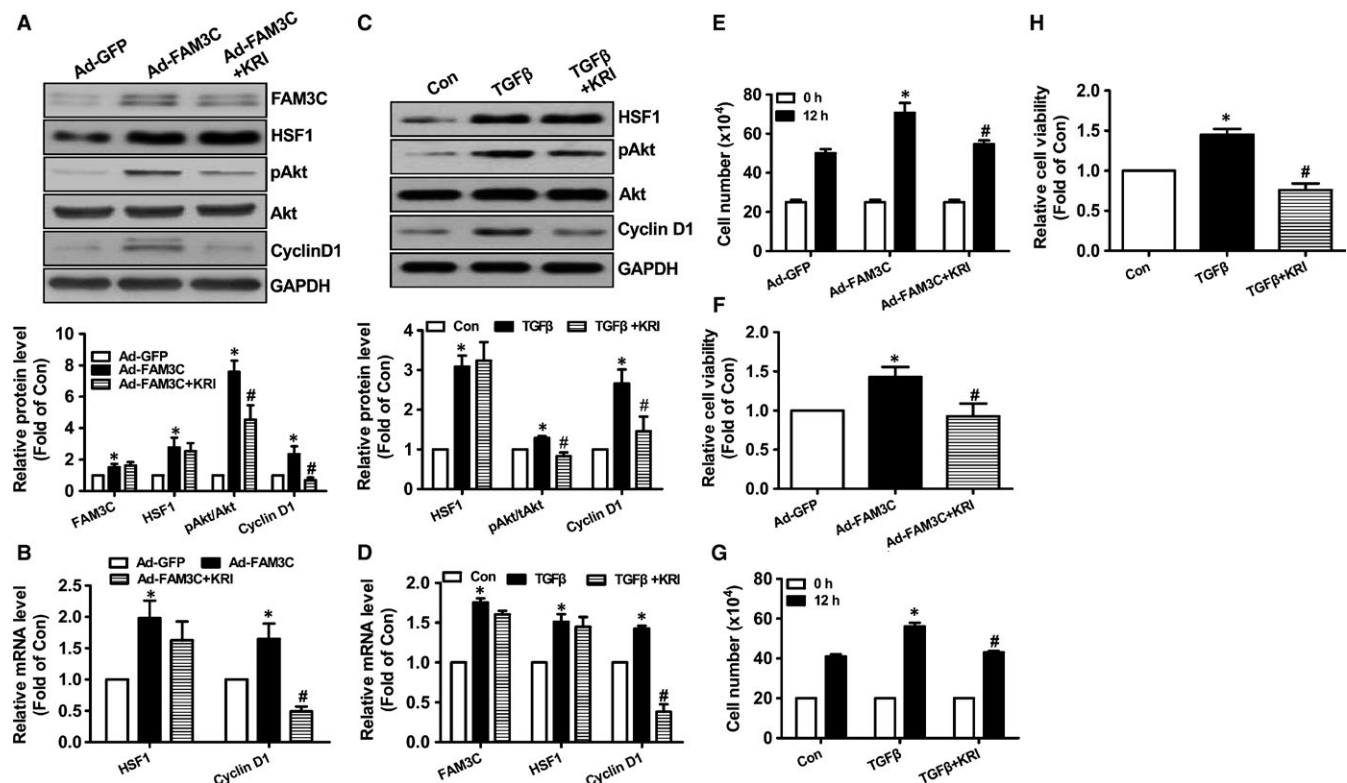 A
Ad-GFP
Ad-FAM3C
Ad-FAM3C
+KRI
FAM3C
HSF1
pAkt
Akt
CyclinD1
GAPDH
Relative protein level
(Fold of Con)
10
8
6
4
2
0
Ad-GFP
Ad-FAM3C
Ad-FAM3C+KRI
*
*
*
#
*
#
FAM3C
HSF1
pAkt/Akt
Cyclin D1
B
Relative mRNA level
(Fold of Con)
2.5
2.0
1.5
1.0
0.5
0.0
Ad-GFP
Ad-FAM3C
Ad-FAM3C+KRI
*
*
#
HSF1
Cyclin D1
C
Con
TGFβ
TGFβ
+KRI
HSF1
pAkt
Akt
Cyclin D1
GAPDH
Relative protein level
(Fold of Con)
4
3
2
1
0
Con
TGFβ
TGFβ +KRI
*
*
#
*
#
HSF1
pAkt/tAkt
Cyclin D1
D
Relative mRNA level
(Fold of Con)
2.0
1.5
1.0
0.5
0.0
Con
TGFβ
TGFβ +KRI
*
*
*
#
FAM3C
HSF1
Cyclin D1
E
Cell number (x10⁴)
80
60
40
20
0
0 h
12 h
*
#
Ad-GFP
Ad-FAM3C
Ad-FAM3C+KRI
F
Relative cell viability
(Fold of Con)
2.0
1.5
1.0
0.5
0.0
*
#
Ad-GFP
Ad-FAM3C
Ad-FAM3C+KRI
G
Cell number (x10⁴)
80
60
40
20
0
0 h
12 h
*
#
Con
TGFβ
TGFβ+KRI
H
Relative cell viability
(Fold of Con)
2.0
1.5
1.0
0.5
0.0
*
#
Con
TGFβ
TGFβ+KRI